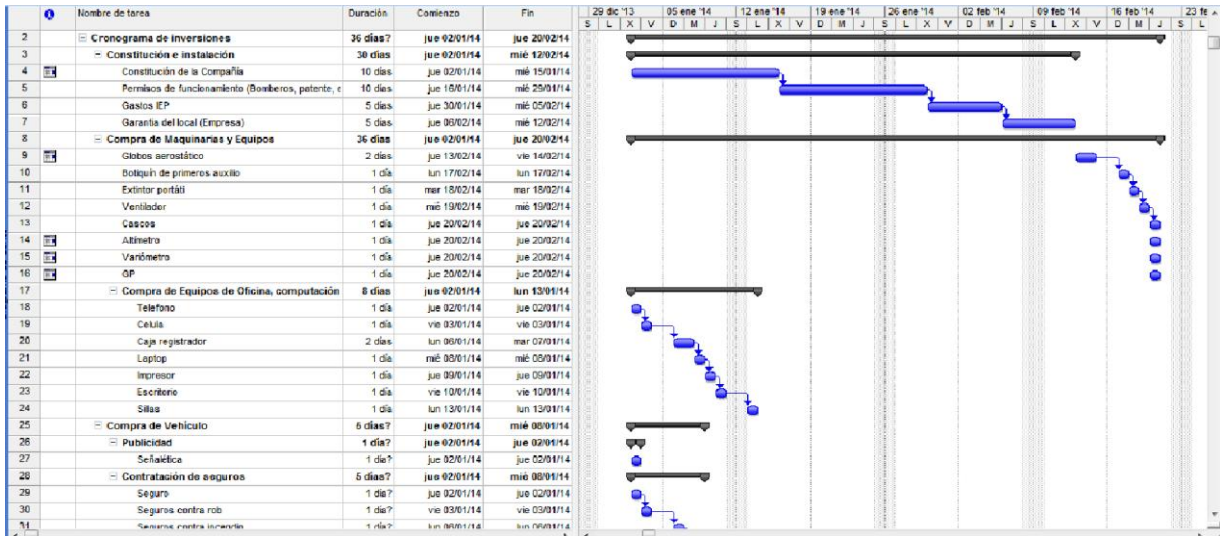 Nombre de tarea Duración Comienzo Fin 29 dic '13 05 ene '14 12 ene '14 19 ene '14 26 ene '14 02 feb '14 09 feb '14 16 feb '14 23 fe
S L X V D M J S L X V D M J S L X V D M J S L X V D M J S L
2 Cronograma de inversiones 36 días? jue 02/01/14 jue 20/02/14
3 Constitución e instalación 30 días jue 02/01/14 mié 12/02/14
4 Constitución de la Compañía 10 días jue 02/01/14 mié 15/01/14
5 Permisos de funcionamiento (Bomberos, patente, e 10 días jue 16/01/14 mié 29/01/14
6 Gastos IEP 5 días jue 30/01/14 mié 05/02/14
7 Garantia del local (Empresa) 5 días jue 06/02/14 mié 12/02/14
8 Compra de Maquinarias y Equipos 36 días jue 02/01/14 jue 20/02/14
9 Globos aerostático 2 días jue 13/02/14 vie 14/02/14
10 Botiquín de primeros auxilio 1 día lun 17/02/14 lun 17/02/14
11 Extintor portáti 1 día mar 18/02/14 mar 18/02/14
12 Ventilador 1 día mié 19/02/14 mié 19/02/14
13 Cascos 1 día jue 20/02/14 jue 20/02/14
14 Altímetro 1 día jue 20/02/14 jue 20/02/14
15 Variómetro 1 día jue 20/02/14 jue 20/02/14
16 GP 1 día jue 20/02/14 jue 20/02/14
17 Compra de Equipos de Oficina, computación 8 días jue 02/01/14 lun 13/01/14
18 Telefono 1 día jue 02/01/14 jue 02/01/14
19 Celula 1 día vie 03/01/14 vie 03/01/14
20 Caja registrador 2 días lun 06/01/14 mar 07/01/14
21 Laptop 1 día mié 08/01/14 mié 08/01/14
22 Impresor 1 día jue 09/01/14 jue 09/01/14
23 Escritorio 1 día vie 10/01/14 vie 10/01/14
24 Sillas 1 día lun 13/01/14 lun 13/01/14
25 Compra de Vehiculo 5 días? jue 02/01/14 mié 08/01/14
26 Publicidad 1 día? jue 02/01/14 jue 02/01/14
27 Señalética 1 día? jue 02/01/14 jue 02/01/14
28 Contratación de seguros 5 días? jue 02/01/14 mié 08/01/14
29 Seguro 1 día? jue 02/01/14 jue 02/01/14
30 Seguros contra rob 1 día? vie 03/01/14 vie 03/01/14
31 Seguros contra incendio 1 día? lun 06/01/14 lun 06/01/14